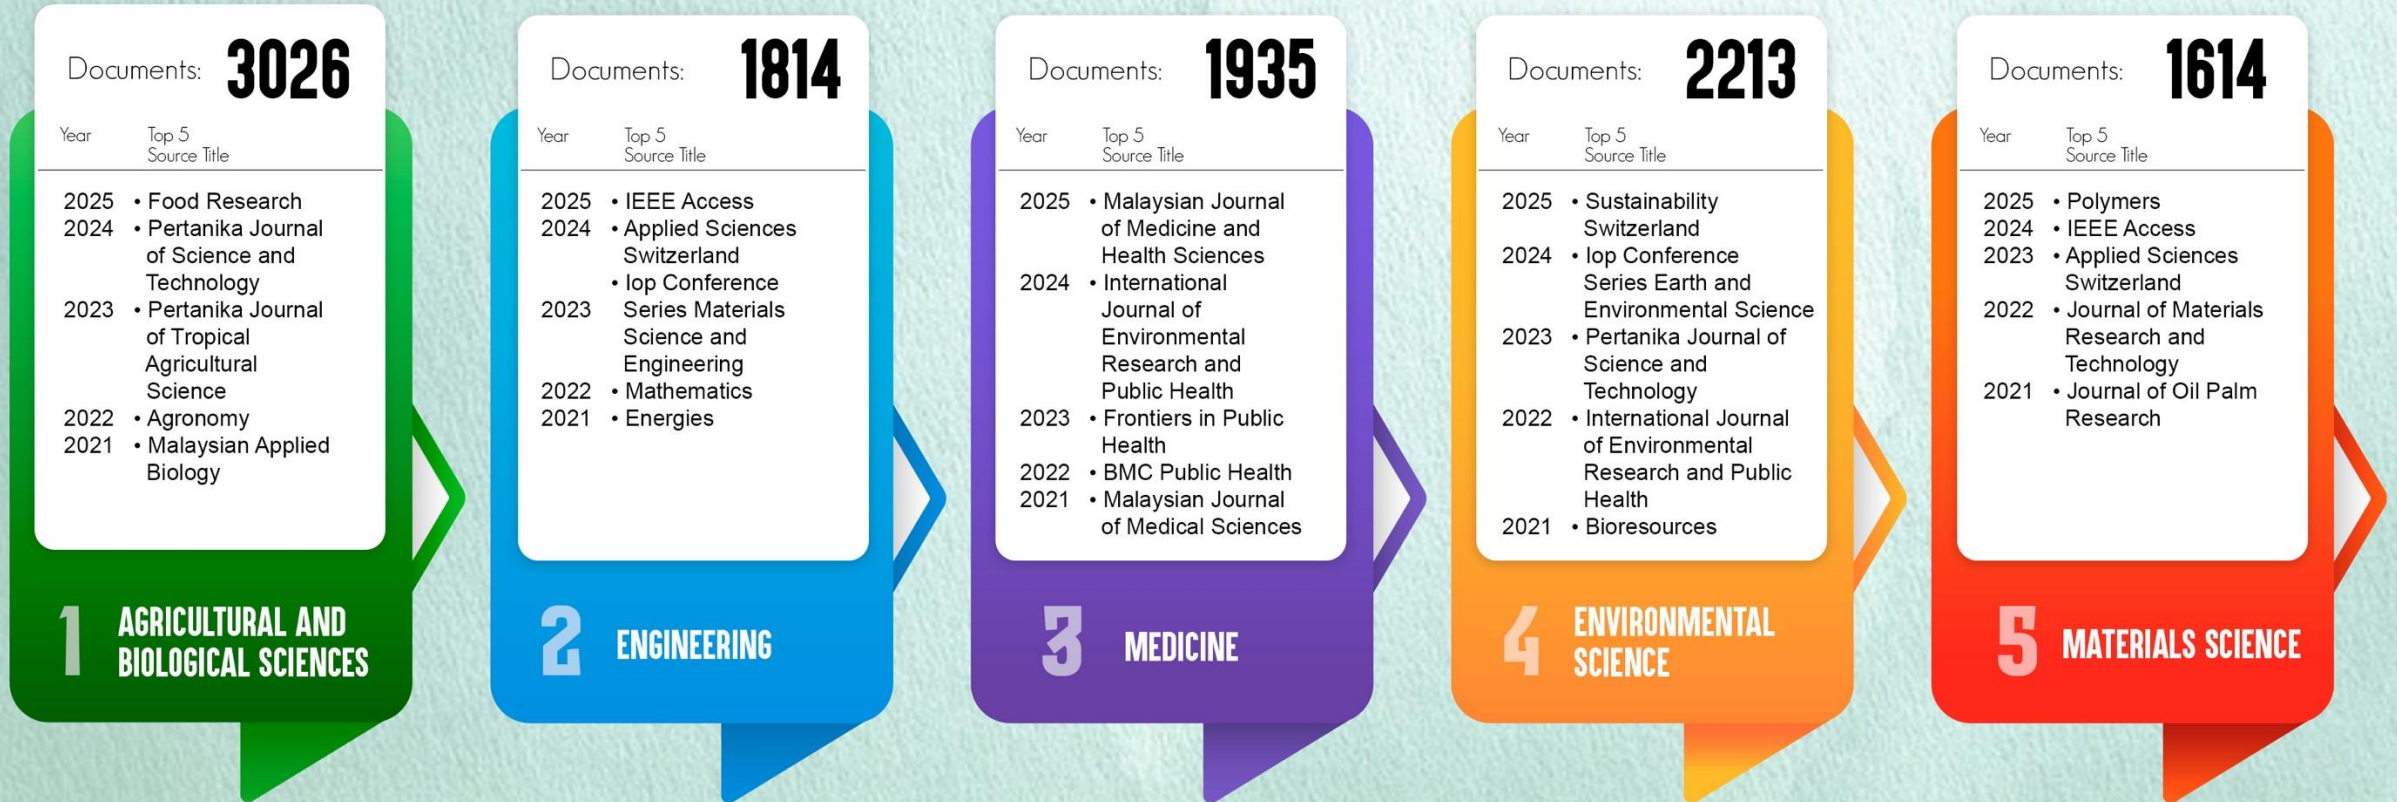 Documents: 3026
Year Top 5
Source Title
2025 • Food Research
2024 • Pertanika Journal
of Science and
Technology
2023 • Pertanika Journal
of Tropical
Agricultural
Science
2022 • Agronomy
2021 • Malaysian Applied
Biology
1 AGRICULTURAL AND
BIOLOGICAL SCIENCES
Documents: 1814
Year Top 5
Source Title
2025 • IEEE Access
2024 • Applied Sciences
Switzerland
• Iop Conference
2023 Series Materials
Science and
Engineering
2022 • Mathematics
2021 • Energies
2 ENGINEERING
Documents: 1935
Year Top 5
Source Title
2025 • Malaysian Journal
of Medicine and
Health Sciences
2024 • International
Journal of
Environmental
Research and
Public Health
2023 • Frontiers in Public
Health
2022 • BMC Public Health
2021 • Malaysian Journal
of Medical Sciences
3 MEDICINE
Documents: 2213
Year Top 5
Source Title
2025 • Sustainability
Switzerland
2024 • Iop Conference
Series Earth and
Environmental Science
2023 • Pertanika Journal of
Science and
Technology
2022 • International Journal
of Environmental
Research and Public
Health
2021 • Bioresources
4 ENVIRONMENTAL
SCIENCE
Documents: 1614
Year Top 5
Source Title
2025 • Polymers
2024 • IEEE Access
2023 • Applied Sciences
Switzerland
2022 • Journal of Materials
Research and
Technology
2021 • Journal of Oil Palm
Research
5 MATERIALS SCIENCE